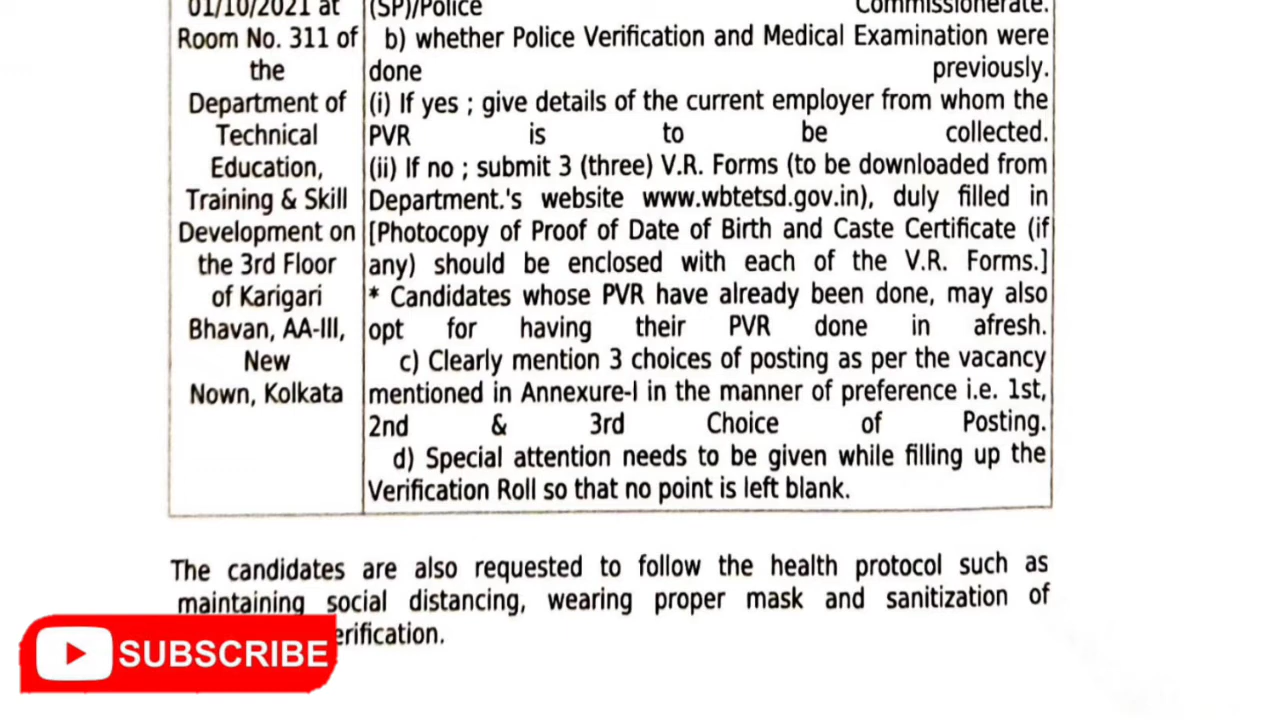 01/10/2021 at
Room No. 311 of
the
Department of
Technical
Education,
Training & Skill
Development on
the 3rd Floor
of Karigari
Bhavan, AA-III,
New
Nown, Kolkata
(SP)/Police Commissionerate.
b) whether Police Verification and Medical Examination were
done previously.
(i) If yes ; give details of the current employer from whom the
PVR is to be collected.
(ii) If no ; submit 3 (three) V.R. Forms (to be downloaded from
Department.'s website www.wbtetsd.gov.in), duly filled in
[Photocopy of Proof of Date of Birth and Caste Certificate (if
any) should be enclosed with each of the V.R. Forms.]
* Candidates whose PVR have already been done, may also
opt for having their PVR done in afresh.
c) Clearly mention 3 choices of posting as per the vacancy
mentioned in Annexure-I in the manner of preference i.e. 1st,
2nd & 3rd Choice of Posting.
d) Special attention needs to be given while filling up the
Verification Roll so that no point is left blank.
The candidates are also requested to follow the health protocol such as
maintaining social distancing, wearing proper mask and sanitization of
erification.
SUBSCRIBE